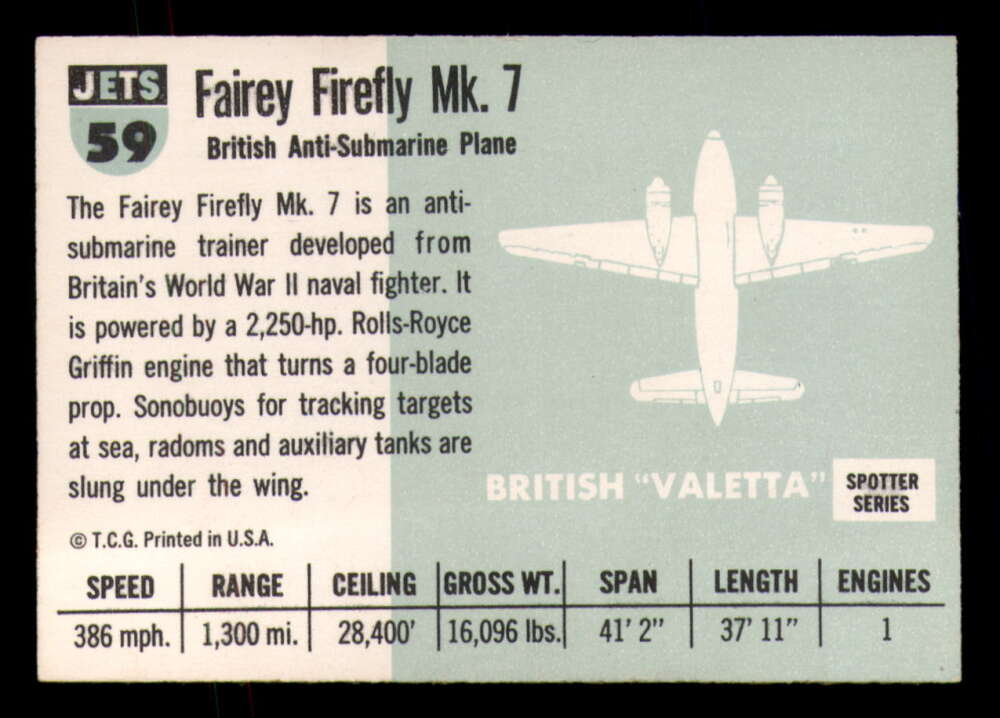 JETS
59
Fairey Firefly Mk. 7
British Anti-Submarine Plane
The Fairey Firefly Mk. 7 is an anti-
submarine trainer developed from
Britain's World War II naval fighter. It
is powered by a 2,250-hp. Rolls-Royce
Griffin engine that turns a four-blade
prop. Sonobuoys for tracking targets
at sea, radoms and auxiliary tanks are
slung under the wing.
© T.C.G. Printed in U.S.A.
BRITISH "VALETTA"
SPOTTER
SERIES
SPEED RANGE CEILING GROSS WT. SPAN LENGTH ENGINES
386 mph. 1,300 mi. 28,400' 16,096 lbs. 41' 2" 37' 11" 1